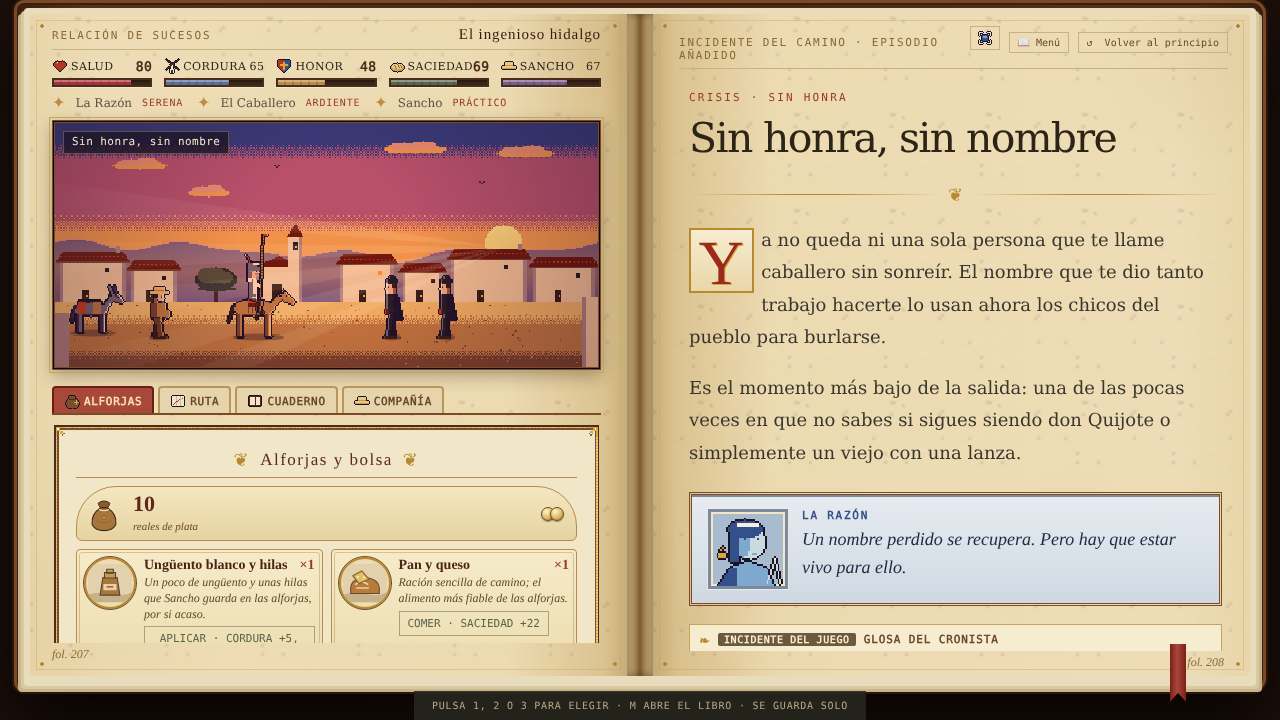 RELACIÓN DE SUCESOS
El ingenioso hidalgo
SALUD 80
CORDURA 65
HONOR 48
SACIEDAD 69
SANCHO 67
La Razón SERENA
El Caballero ARDIENTE
Sancho PRÁCTICO
Sin honra, sin nombre
ALFORJAS
RUTA
CUADERNO
COMPAÑÍA
Alforjas y bolsa
10
reales de plata
Ungüento blanco y hilas ×1
Un poco de ungüento y unas hilas
que Sancho guarda en las alforjas,
por si acaso.
APLICAR · CORDURA +5,
Pan y queso ×1
Ración sencilla de camino; el
alimento más fiable de las alforjas.
COMER · SACIEDAD +22
fol. 207
INCIDENTE DEL CAMINO · EPISODIO
AÑADIDO
Menú
↺ Volver al principio
CRISIS · SIN HONRA
Sin honra, sin nombre
Ya no queda ni una sola persona que te llame
caballero sin sonreír. El nombre que te dio tanto
trabajo hacerte lo usan ahora los chicos del
pueblo para burlarse.
Es el momento más bajo de la salida: una de las pocas
veces en que no sabes si sigues siendo don Quijote o
simplemente un viejo con una lanza.
LA RAZÓN
Un nombre perdido se recupera. Pero hay que estar
vivo para ello.
INCIDENTE DEL JUEGO GLOSA DEL CRONISTA
fol. 208
PULSA 1, 2 O 3 PARA ELEGIR · M ABRE EL LIBRO · SE GUARDA SOLO